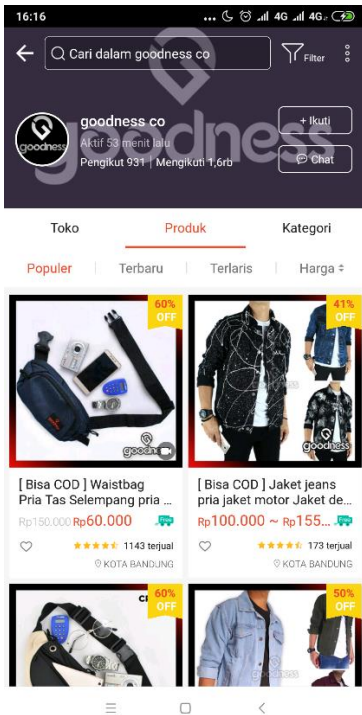 16:16
4G 4G
Cari dalam goodness co
Filter
goodness
goodness co
Aktif 53 menit lalu
Pengikut 931 | Mengikuti 1,6rb
+ Ikuti
Chat
goodness
Toko
Produk
Kategori
Populer
Terbaru
Terlaris
Harga
60% OFF
goodness
41% OFF
goodness
[ Bisa COD ] Waistbag
Pria Tas Selempang pria ...
Rp150.000 Rp60.000
1143 terjual
KOTA BANDUNG
[ Bisa COD ] Jaket jeans
pria jaket motor Jaket de...
Rp100.000 ~ Rp155...
173 terjual
KOTA BANDUNG
60% OFF
50% OFF
goodness